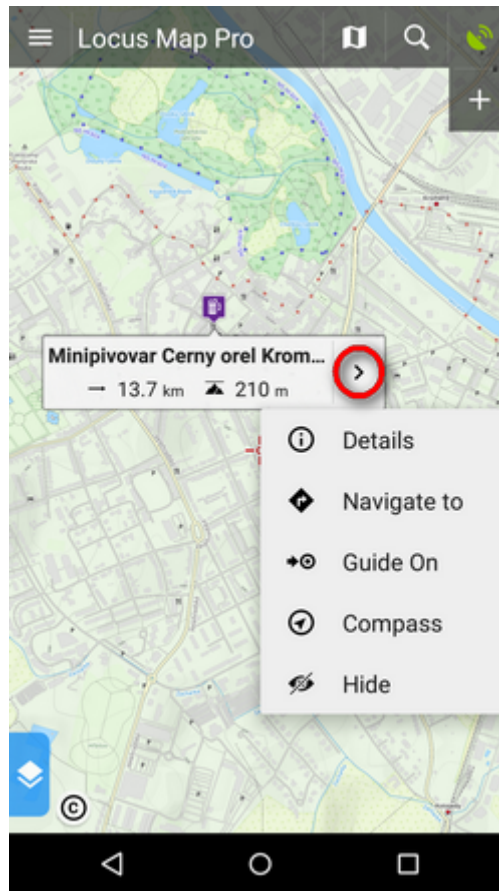 Locus Map Pro
Minipivovar Cerny orel Krom...
13.7 km 210 m
Details
Navigate to
Guide On
Compass
Hide
©